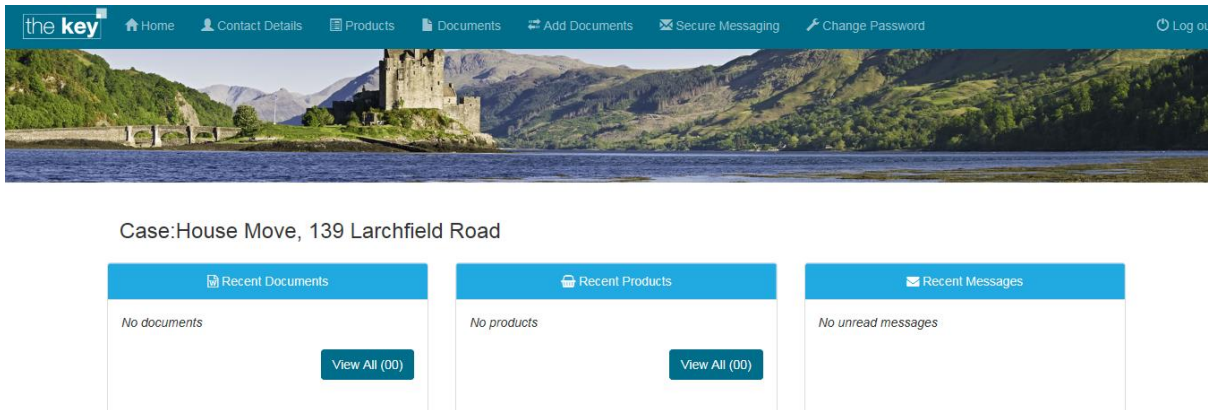 the key Home Contact Details Products Documents Add Documents Secure Messaging Change Password Log ou
Case:House Move, 139 Larchfield Road
Recent Documents Recent Products Recent Messages
No documents No products No unread messages
View All (00) View All (00)